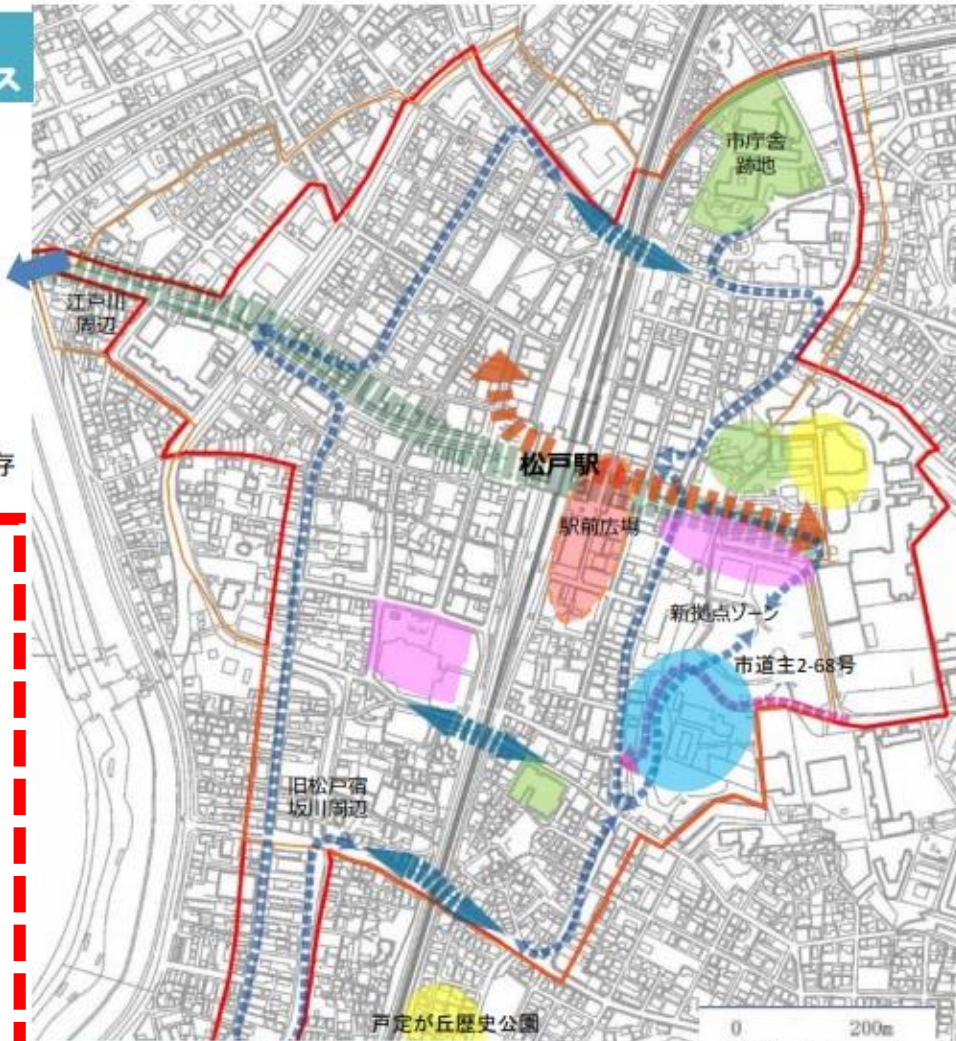 ス
市庁舎
跡地
江戸川
周辺
存
松戸駅
駅前広場
新拠点ゾーン
市道主2-68号
旧松戸宿
坂川周辺
戸定が丘歴史公園
0 200m